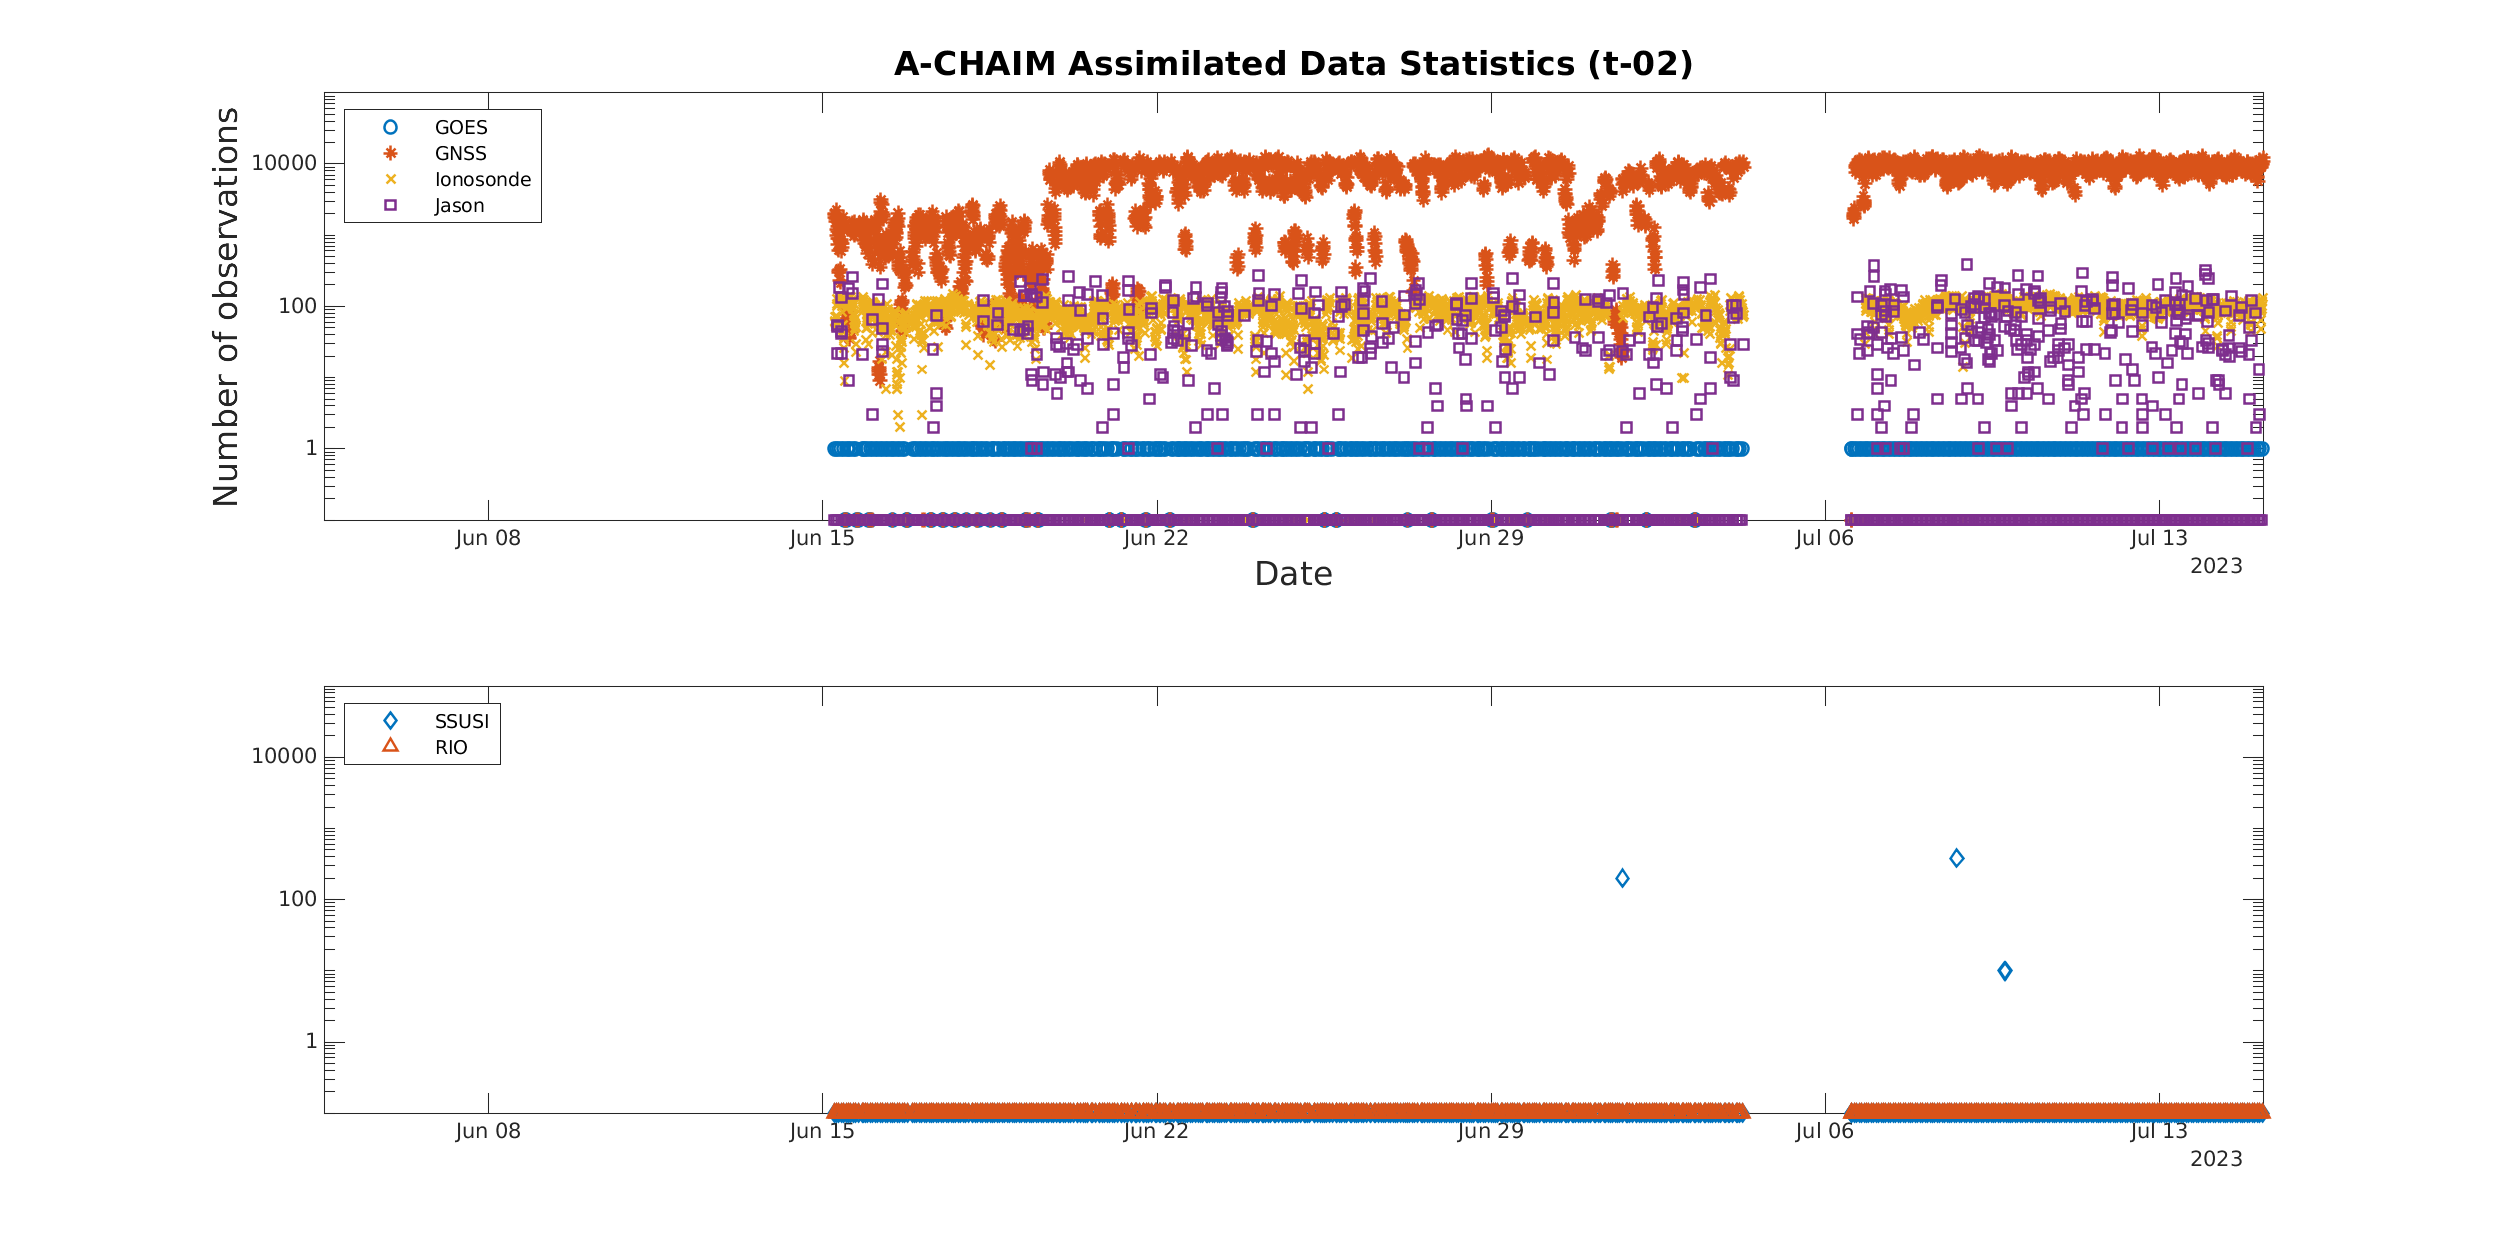 A-CHAIM Assimilated Data Statistics (t-02)
Number of observations
GOES
GNSS
Ionosonde
Jason
10000
100
1
Jun 08 Jun 15 Jun 22 Jun 29 Jul 06 Jul 13
2023
Date
SSUSI
RIO
10000
100
1
Jun 08 Jun 15 Jun 22 Jun 29 Jul 06 Jul 13
2023